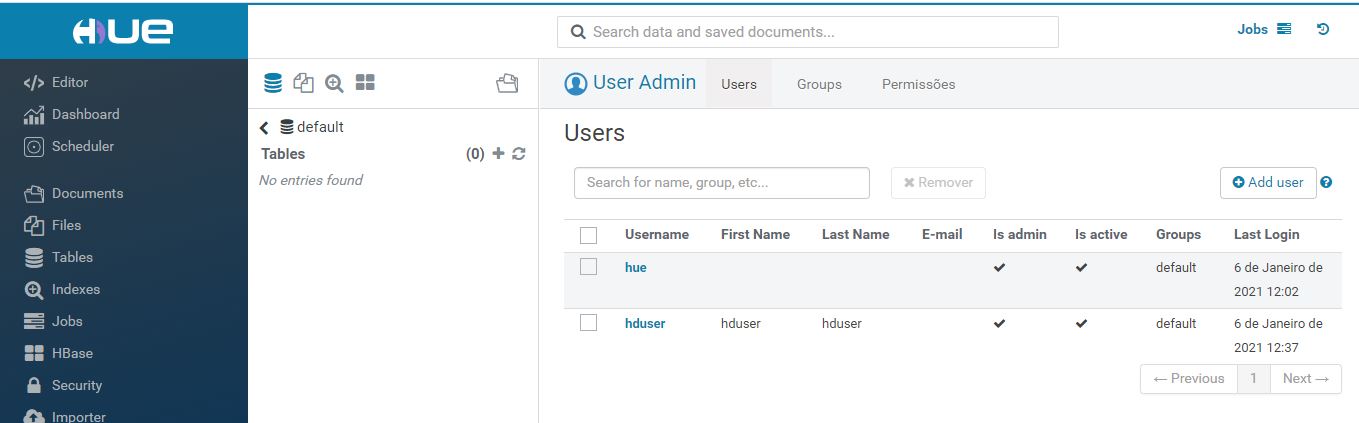 HUE
Search data and saved documents...
Jobs
Editor
Dashboard
Scheduler
Documents
Files
Tables
Indexes
Jobs
HBase
Security
Importer
default
Tables (0)
No entries found
User Admin Users Groups Permissões
Users
Search for name, group, etc... Remover Add user
Username First Name Last Name E-mail Is admin Is active Groups Last Login
hue default 6 de Janeiro de
2021 12:02
hduser hduser hduser default 6 de Janeiro de
2021 12:37
← Previous 1 Next →